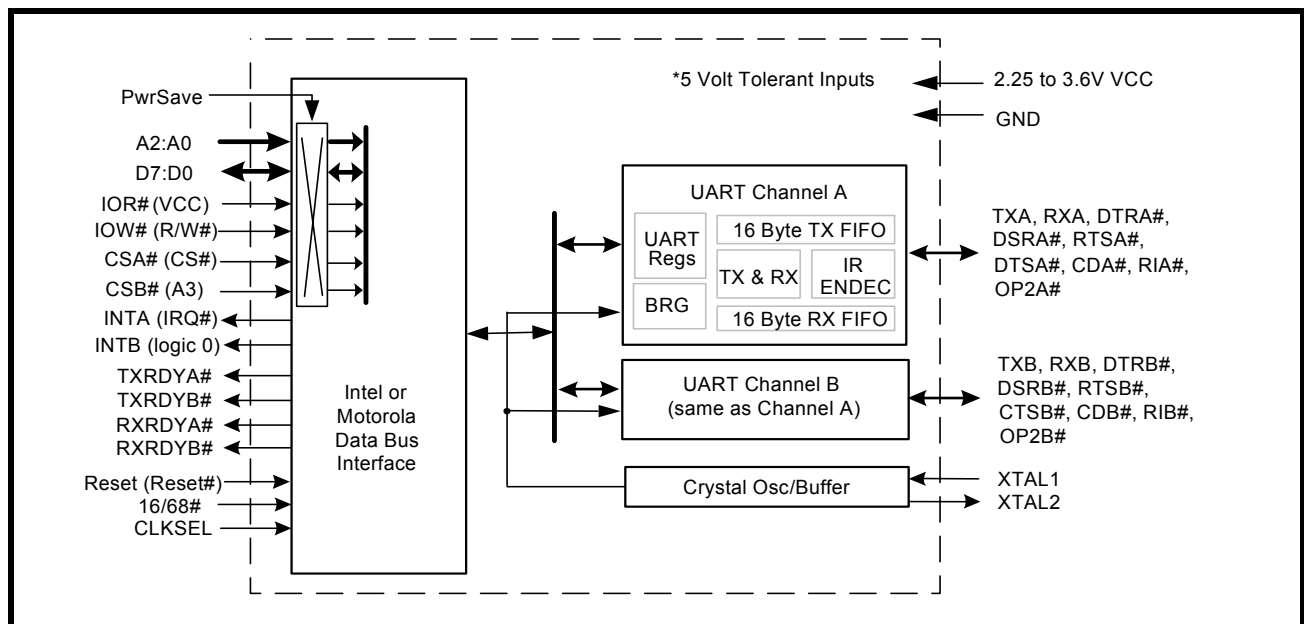 *5 Volt Tolerant Inputs
2.25 to 3.6V VCC
GND
PwrSave
A2:A0
D7:D0
IOR# (VCC)
IOW# (R/W#)
CSA# (CS#)
CSB# (A3)
INTA (IRQ#)
INTB (logic 0)
TXRDYA#
TXRDYB#
RXRDYA#
RXRDYB#
Reset (Reset#)
16/68#
CLKSEL
Intel or
Motorola
Data Bus
Interface
UART Channel A
UART
Regs
BRG
16 Byte TX FIFO
TX & RX
IR
ENDEC
16 Byte RX FIFO
TXA, RXA, DTRA#,
DSRA#, RTSA#,
DTSA#, CDA#, RIA#,
OP2A#
UART Channel B
(same as Channel A)
TXB, RXB, DTRB#,
DSRB#, RTSB#,
CTSB#, CDB#, RIB#,
OP2B#
Crystal Osc/Buffer
XTAL1
XTAL2